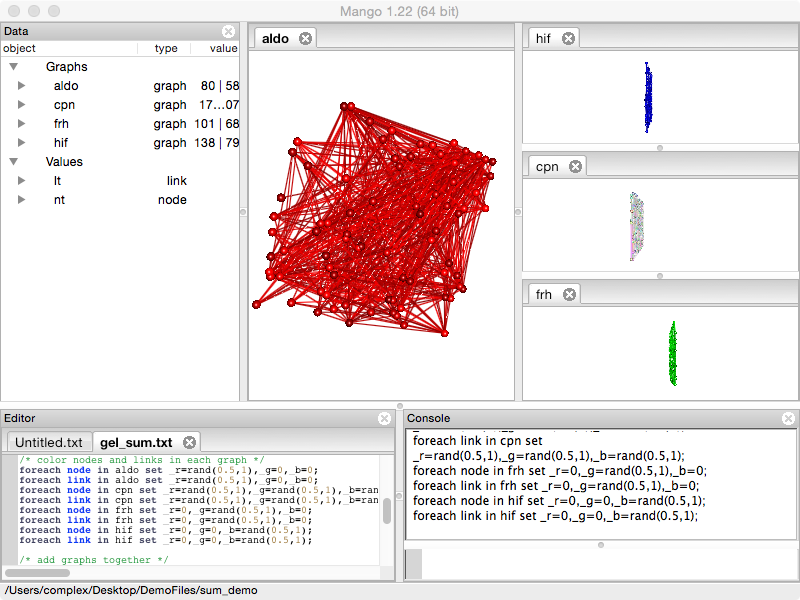 Mango 1.22 (64 bit)
Data
object type value
Graphs
aldo graph 80 | 58
cpn graph 17...07
frh graph 101 | 68
hif graph 138 | 79
Values
lt link
nt node
aldo
hif
cpn
frh
Editor
Untitled.txt gel_sum.txt
/* color nodes and links in each graph */
foreach node in aldo set _r=rand(0.5,1),_g=0,_b=0;
foreach link in aldo set _r=rand(0.5,1),_g=0,_b=0;
foreach node in cpn set _r=rand(0.5,1),_g=rand(0.5,1),_b=ran
foreach link in cpn set _r=rand(0.5,1),_g=rand(0.5,1),_b=ran
foreach node in frh set _r=0,_g=rand(0.5,1),_b=0;
foreach link in frh set _r=0,_g=rand(0.5,1),_b=0;
foreach node in hif set _r=0,_g=0,_b=rand(0.5,1);
foreach link in hif set _r=0,_g=0,_b=rand(0.5,1);
/* add graphs together */
Console
foreach link in cpn set
_r=rand(0.5,1),_g=rand(0.5,1),_b=rand(0.5,1);
foreach node in frh set _r=0,_g=rand(0.5,1),_b=0;
foreach link in frh set _r=0,_g=rand(0.5,1),_b=0;
foreach node in hif set _r=0,_g=0,_b=rand(0.5,1);
foreach link in hif set _r=0,_g=0,_b=rand(0.5,1);
/Users/complex/Desktop/DemoFiles/sum_demo